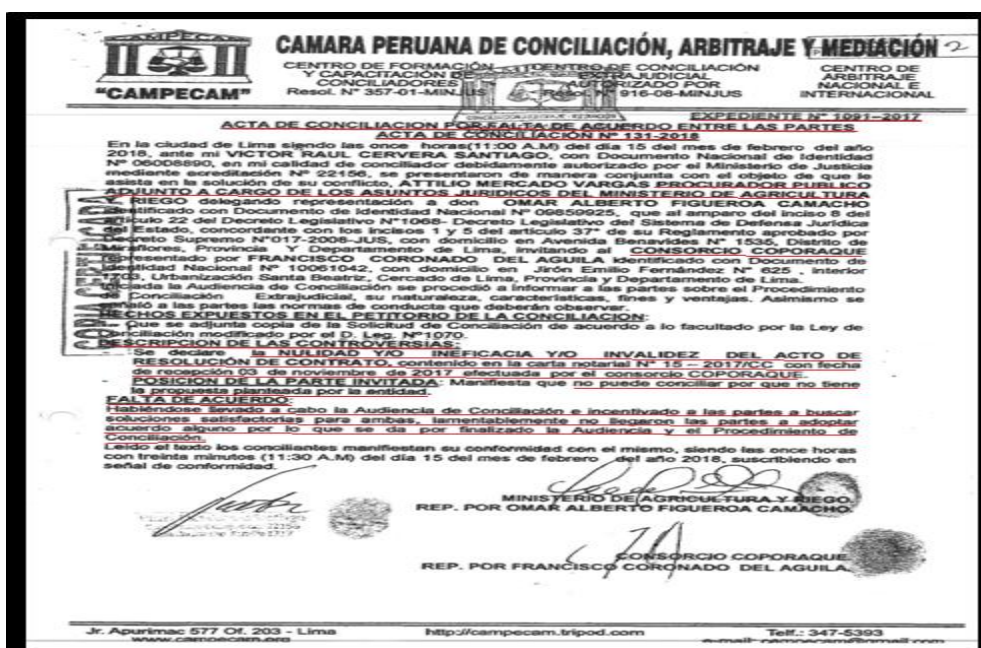 CAMPECAM
"CAMPECAM"
CAMARA PERUANA DE CONCILIACIÓN, ARBITRAJE Y MEDIACIÓN 2
CENTRO DE FORMACIÓN Y CAPACITACIÓN DE CONCILIADORES
Resol. N° 357-01-MINJUS
CENTRO DE CONCILIACIÓN EXTRAJUDICIAL AUTORIZADO POR
Resol. N° 916-08-MINJUS
CENTRO DE ARBITRAJE NACIONAL E INTERNACIONAL
EXPEDIENTE N° 1091-2017
ACTA DE CONCILIACION POR FALTA DE ACUERDO ENTRE LAS PARTES
ACTA DE CONCILIACIÓN N° 131-2018
En la ciudad de Lima siendo las once horas(11:00 A.M) del día 15 del mes de febrero del año
2018, ante mi VICTOR RAUL CERVERA SANTIAGO, con Documento Nacional de Identidad
N° 06008890, en mi calidad de conciliador debidamente autorizado por el Ministerio de Justicia
mediante acreditación N° 22156, se presentaron de manera conjunta con el objeto de que le
asista en la solución de su conflicto, ATTILIO MERCADO VARGAS PROCURADOR PUBLICO
ADJUNTO A CARGO DE LOS ASUNTOS JURIDICOS DEL MINISTERIO DE AGRICULTURA
RIEGO delegando representación a don OMAR ALBERTO FIGUEROA CAMACHO
identificado con Documento de Identidad Nacional N° 09859925, que al amparo del inciso 8 del
artículo 22 del Decreto Legislativo N°1068- Decreto Legislativo del Sistema de Defensa Jurídica
del Estado, concordante con los incisos 1 y 5 del artículo 37° de su Reglamento aprobado por
Decreto Supremo N°017-2008-JUS, con domicilio en Avenida Benavides N° 1535, Distrito de
Miraflores, Provincia Y Departamento de Lima, invitando al CONSORCIO COPORAQUE
representado por FRANCISCO CORONADO DEL AGUILA identificado con Documento de
Identidad Nacional N° 10061042, con domicilio en Jirón Emilio Fernández N° 625 , interior
1703, Urbanización Santa Beatriz, Cercado de Lima, Provincia y Departamento de Lima.
Iniciada la Audiencia de Conciliación se procedió a informar a las partes sobre el Procedimiento
Conciliación Extrajudicial, su naturaleza, características, fines y ventajas. Asimismo se
a las partes las normas de conducta que deberán observar.
HECHOS EXPUESTOS EN EL PETITORIO DE LA CONCILIACION:
- Que se adjunta copia de la Solicitud de Conciliación de acuerdo a lo facultado por la Ley de
Conciliación modificado por el D. Leg. N°1070.
DESCRIPCION DE LAS CONTROVERSIAS:
- Se declare la NULIDAD Y/O INEFICACIA Y/O INVALIDEZ DEL ACTO DE
RESOLUCIÓN DE CONTRATO, contenido en la carta notarial N° 15 – 2017/CC con fecha
de recepción 03 de noviembre de 2017 efectuada por el consorcio COPORAQUE.
POSICION DE LA PARTE INVITADA: Manifiesta que no puede conciliar por que no tiene
la propuesta planteada por la entidad.
FALTA DE ACUERDO:
Habiéndose llevado a cabo la Audiencia de Conciliación e incentivado a las partes a buscar
soluciones satisfactorias para ambas, lamentablemente no llegaron las partes a adoptar
acuerdo alguno por lo que se da por finalizado la Audiencia y el Procedimiento de
Conciliación.
Leído el texto los conciliantes manifiestan su conformidad con el mismo, siendo las once horas
con treinta minutos (11:30 A.M) del día 15 del mes de febrero del año 2018, suscribiendo en
señal de conformidad.
COPIA CERTIFICADA
MINISTERIO DE AGRICULTURA Y RIEGO
REP. POR OMAR ALBERTO FIGUEROA CAMACHO
CONSORCIO COPORAQUE
REP. POR FRANCISCO CORONADO DEL AGUILA
Jr. Apurimac 577 Of. 203 - Lima
www.campecam.org
http://campecam.tripod.com
Telf.: 347-5393
e-mail: campecam@gmail.com